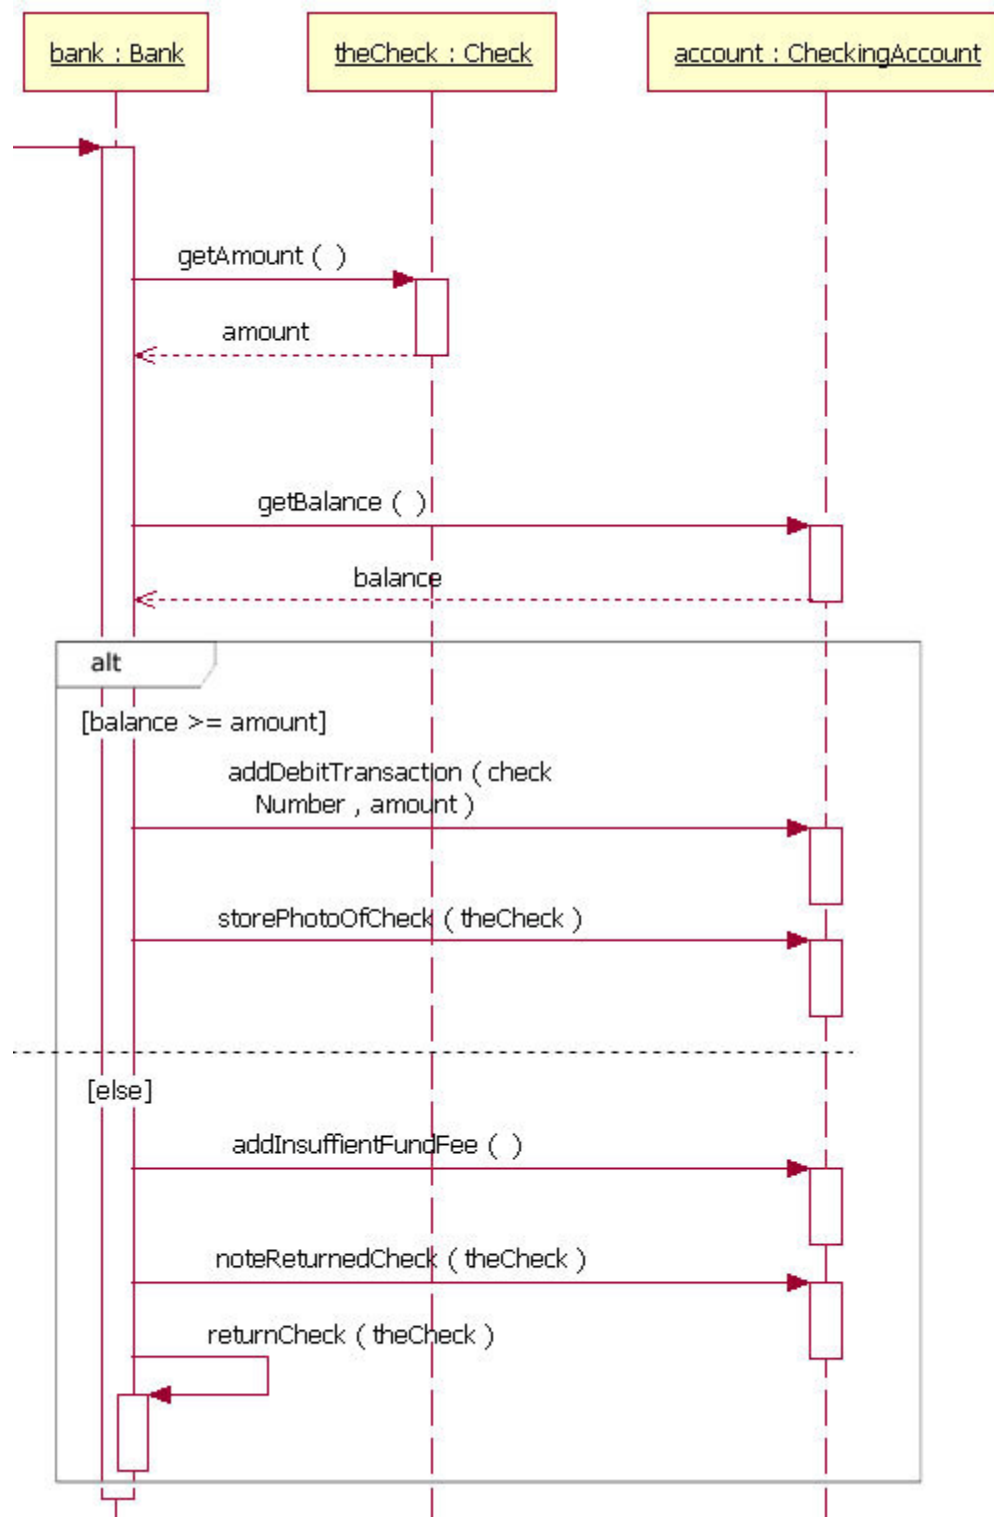 bank : Bank
theCheck : Check
account : CheckingAccount
getAmount ( )
amount
getBalance ( )
balance
alt
[balance >= amount]
addDebitTransaction ( check
Number , amount )
storePhotoOfCheck ( theCheck )
[else]
addInsuffientFundFee ( )
noteReturnedCheck ( theCheck )
returnCheck ( theCheck )